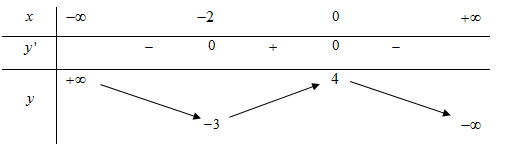 x −∞ −2 0 +∞
y' − 0 + 0 −
+∞ 4
y
−3 −∞